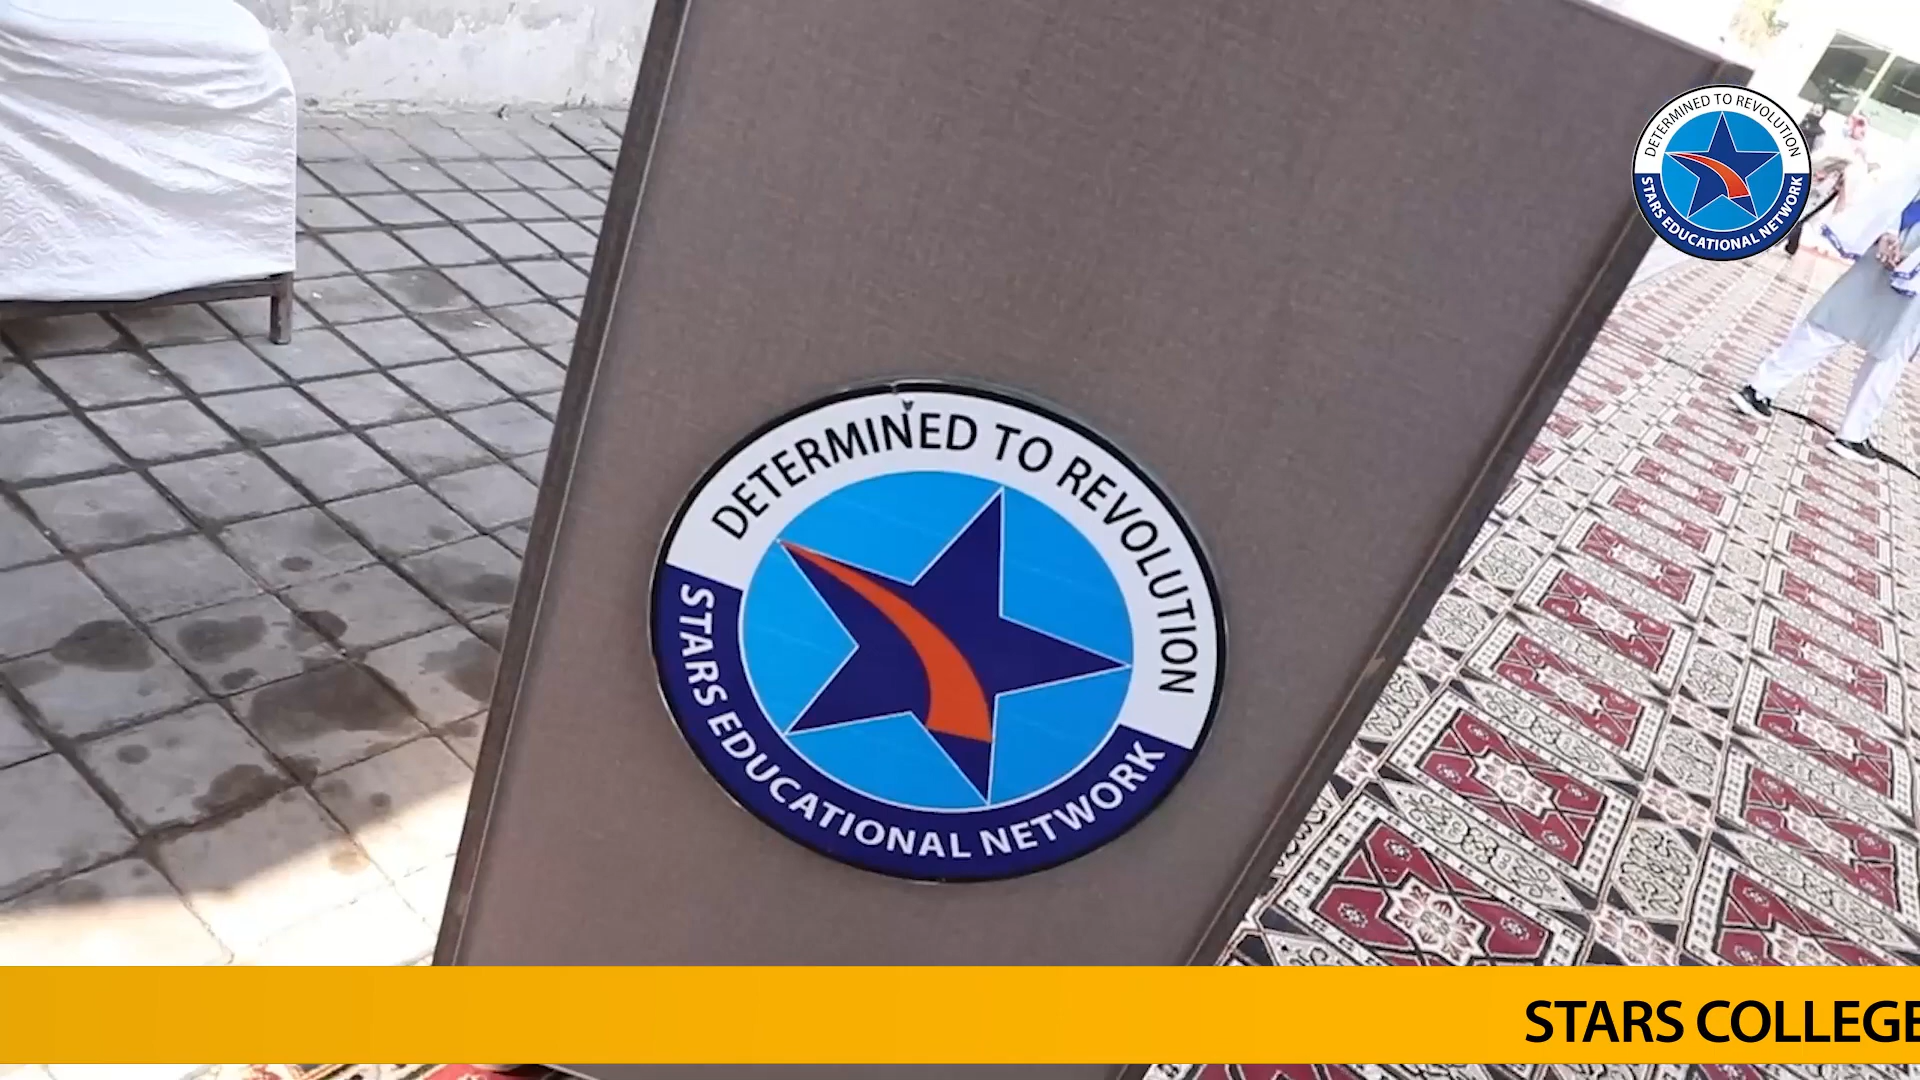 DETERMINED TO REVOLUTION
STARS EDUCATIONAL NETWORK
DETERMINED TO REVOLUTION
STARS EDUCATIONAL NETWORK
STARS COLLEGE